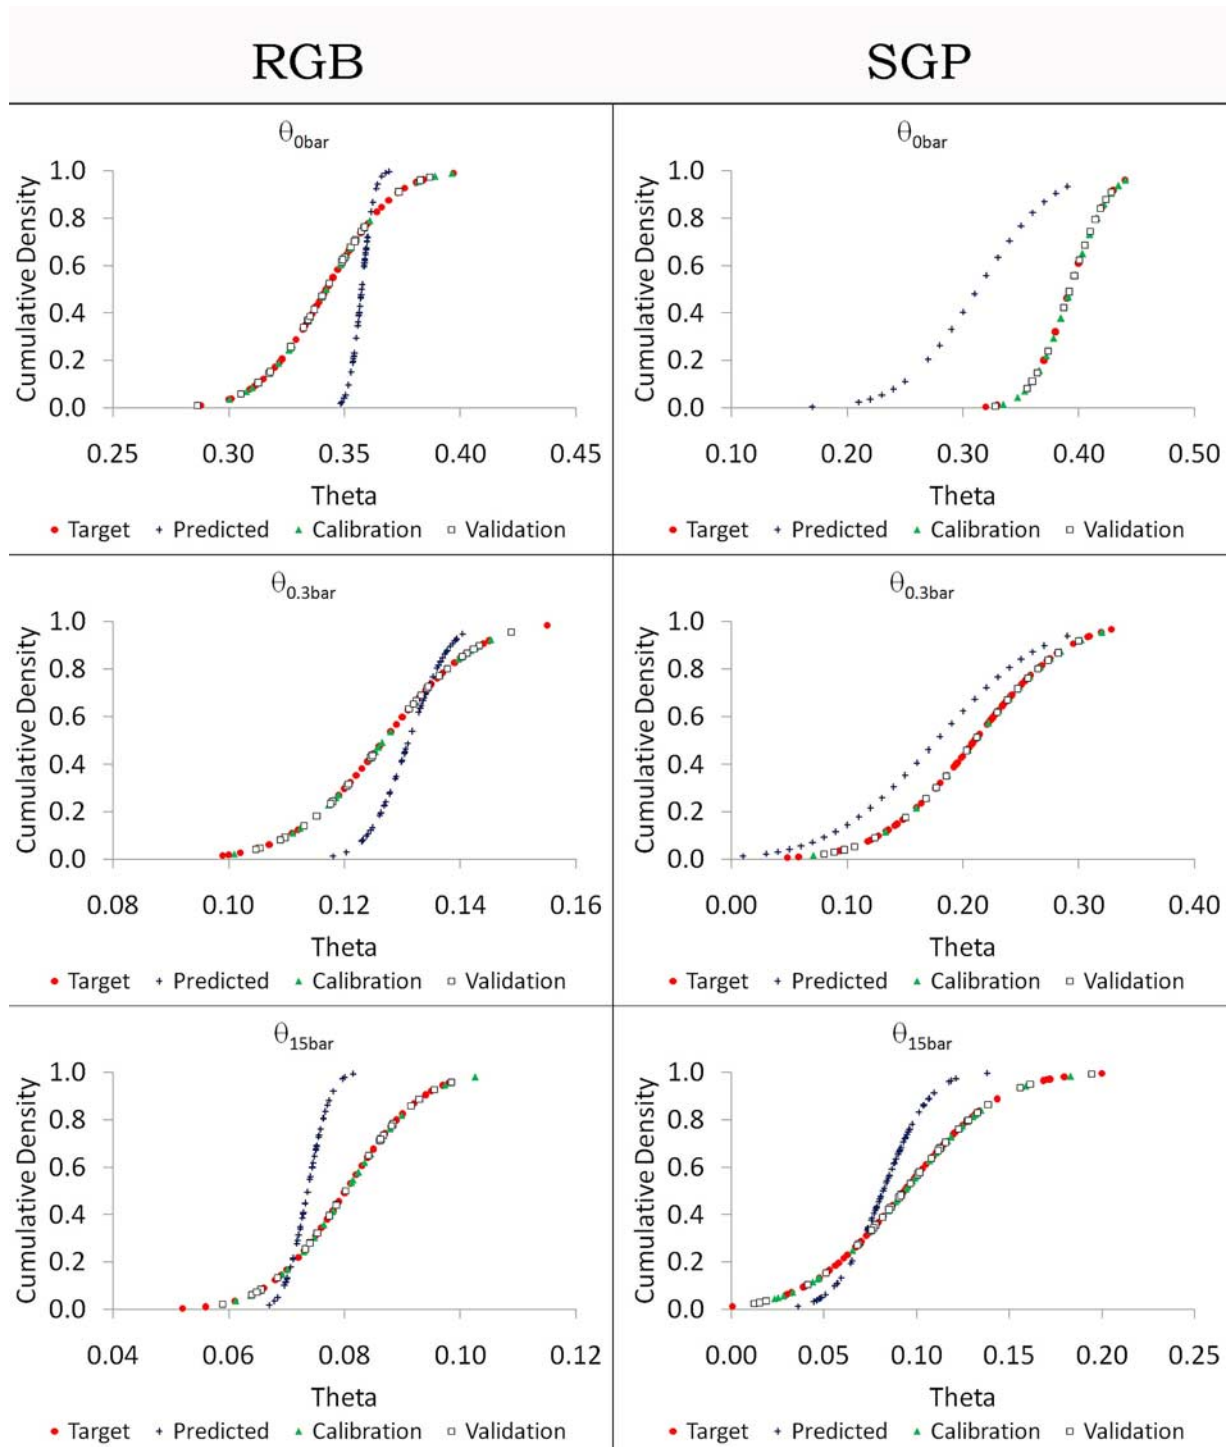 RGB SGP
θ0bar θ0bar
Cumulative Density
1.0
0.8
0.6
0.4
0.2
0.0
0.25 0.30 0.35 0.40 0.45
Theta
Target Predicted Calibration Validation
Cumulative Density
1.0
0.8
0.6
0.4
0.2
0.0
0.10 0.20 0.30 0.40 0.50
Theta
Target Predicted Calibration Validation
θ0.3bar θ0.3bar
Cumulative Density
1.0
0.8
0.6
0.4
0.2
0.0
0.08 0.10 0.12 0.14 0.16
Theta
Target Predicted Calibration Validation
Cumulative Density
1.0
0.8
0.6
0.4
0.2
0.0
0.00 0.10 0.20 0.30 0.40
Theta
Target Predicted Calibration Validation
θ15bar θ15bar
Cumulative Density
1.0
0.8
0.6
0.4
0.2
0.0
0.04 0.06 0.08 0.10 0.12
Theta
Target Predicted Calibration Validation
Cumulative Density
1.0
0.8
0.6
0.4
0.2
0.0
0.00 0.05 0.10 0.15 0.20 0.25
Theta
Target Predicted Calibration Validation